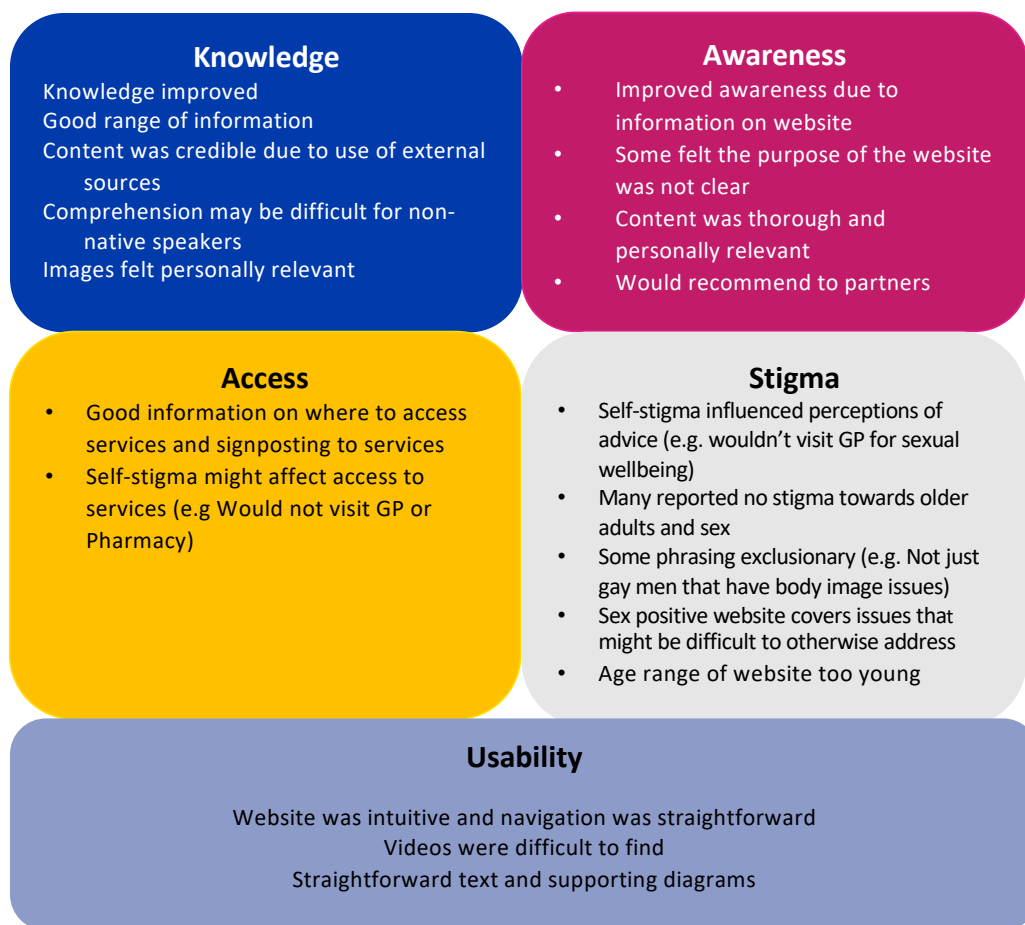 Knowledge
Knowledge improved
Good range of information
Content was credible due to use of external
sources
Comprehension may be difficult for non-
native speakers
Images felt personally relevant
Awareness
• Improved awareness due to
information on website
• Some felt the purpose of the website
was not clear
• Content was thorough and
personally relevant
• Would recommend to partners
Access
• Good information on where to access
services and signposting to services
• Self-stigma might affect access to
services (e.g Would not visit GP or
Pharmacy)
Stigma
• Self-stigma influenced perceptions of
advice (e.g. wouldn’t visit GP for sexual
wellbeing)
• Many reported no stigma towards older
adults and sex
• Some phrasing exclusionary (e.g. Not just
gay men that have body image issues)
• Sex positive website covers issues that
might be difficult to otherwise address
• Age range of website too young
Usability
Website was intuitive and navigation was straightforward
Videos were difficult to find
Straightforward text and supporting diagrams